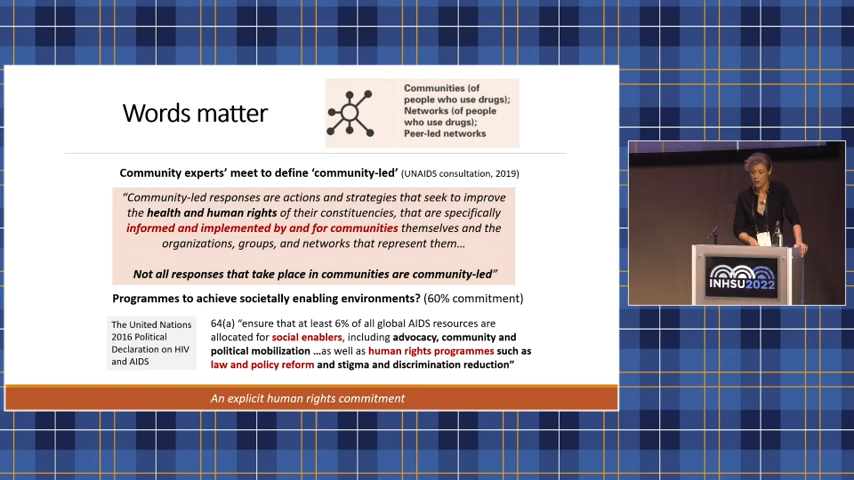 Words matter
Communities (of
people who use drugs);
Networks (of people
who use drugs);
Peer-led networks
Community experts' meet to define 'community-led' (UNAIDS consultation, 2019)
"Community-led responses are actions and strategies that seek to improve
the health and human rights of their constituencies, that are specifically
informed and implemented by and for communities themselves and the
organizations, groups, and networks that represent them...
Not all responses that take place in communities are community-led"
Programmes to achieve societally enabling environments? (60% commitment)
The United Nations
2016 Political
Declaration on HIV
and AIDS
64(a) "ensure that at least 6% of all global AIDS resources are
allocated for social enablers, including advocacy, community and
political mobilization ...as well as human rights programmes such as
law and policy reform and stigma and discrimination reduction"
An explicit human rights commitment
INHSU2022